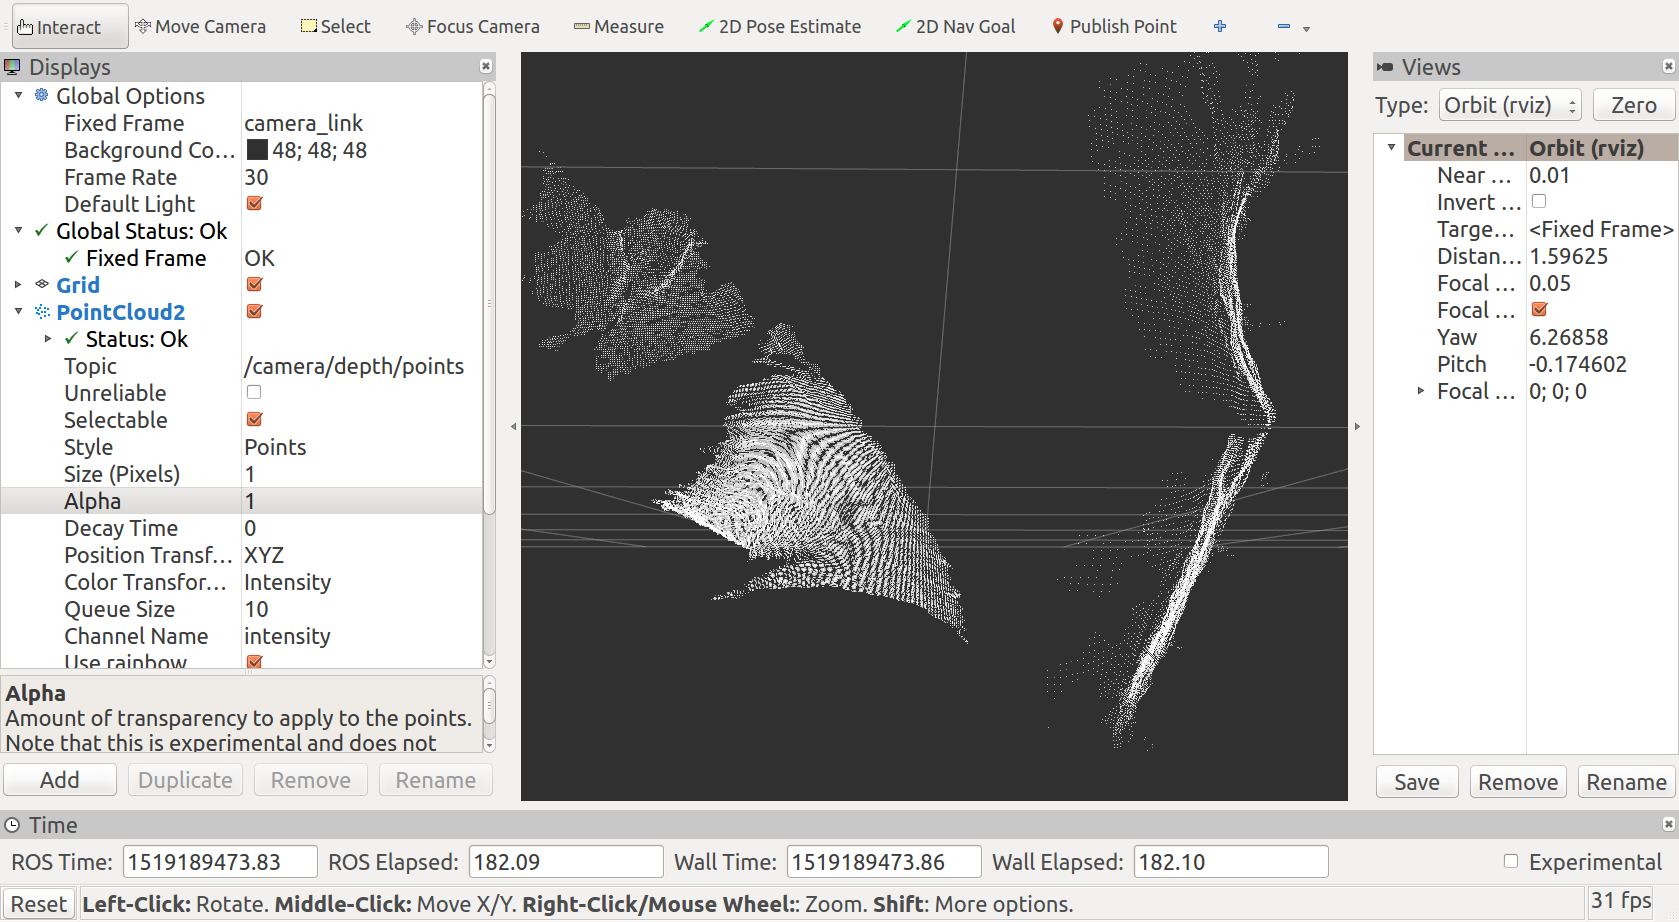 Interact Move Camera Select Focus Camera Measure 2D Pose Estimate 2D Nav Goal Publish Point
Displays
Global Options
Fixed Frame camera_link
Background Co... 48; 48; 48
Frame Rate 30
Default Light
Global Status: Ok
Fixed Frame OK
Grid
PointCloud2
Status: Ok
Topic /camera/depth/points
Unreliable
Selectable
Style Points
Size (Pixels) 1
Alpha 1
Decay Time 0
Position Transf... XYZ
Color Transfor... Intensity
Queue Size 10
Channel Name intensity
Use rainbow
Alpha
Amount of transparency to apply to the points.
Note that this is experimental and does not
Add Duplicate Remove Rename
Views
Type: Orbit (rviz) Zero
Current ... Orbit (rviz)
Near ... 0.01
Invert ...
Targe... <Fixed Frame>
Distan... 1.59625
Focal ... 0.05
Focal ...
Yaw 6.26858
Pitch -0.174602
Focal ... 0; 0; 0
Save Remove Rename
Time
ROS Time: 1519189473.83 ROS Elapsed: 182.09 Wall Time: 1519189473.86 Wall Elapsed: 182.10 Experimental
Reset Left-Click: Rotate. Middle-Click: Move X/Y. Right-Click/Mouse Wheel:: Zoom. Shift: More options. 31 fps